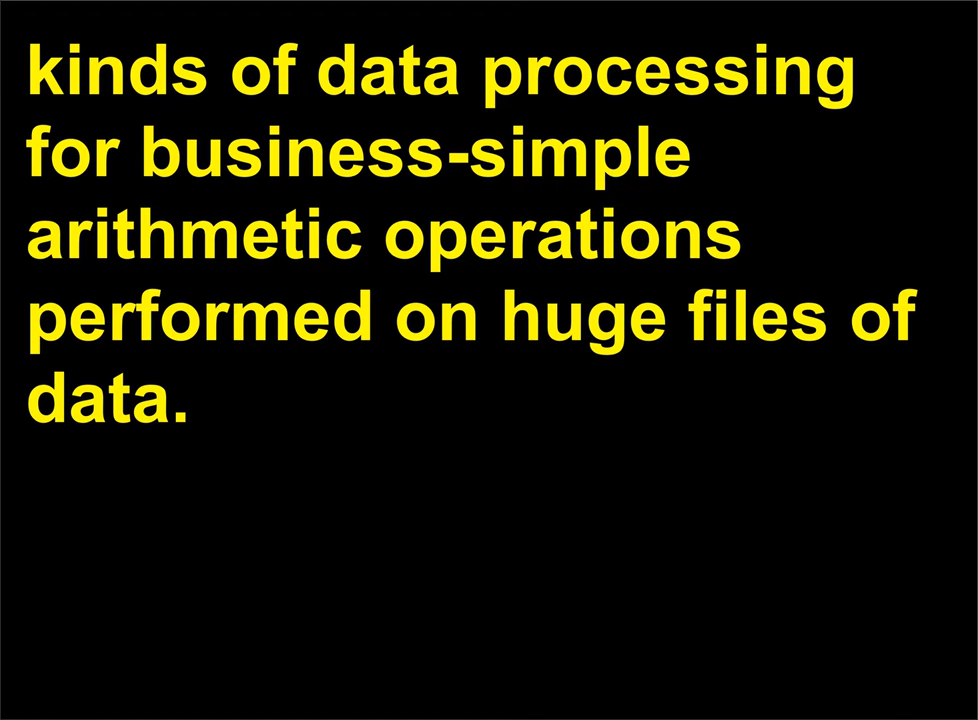 kinds of data processing
for business-simple
arithmetic operations
performed on huge files of
data.